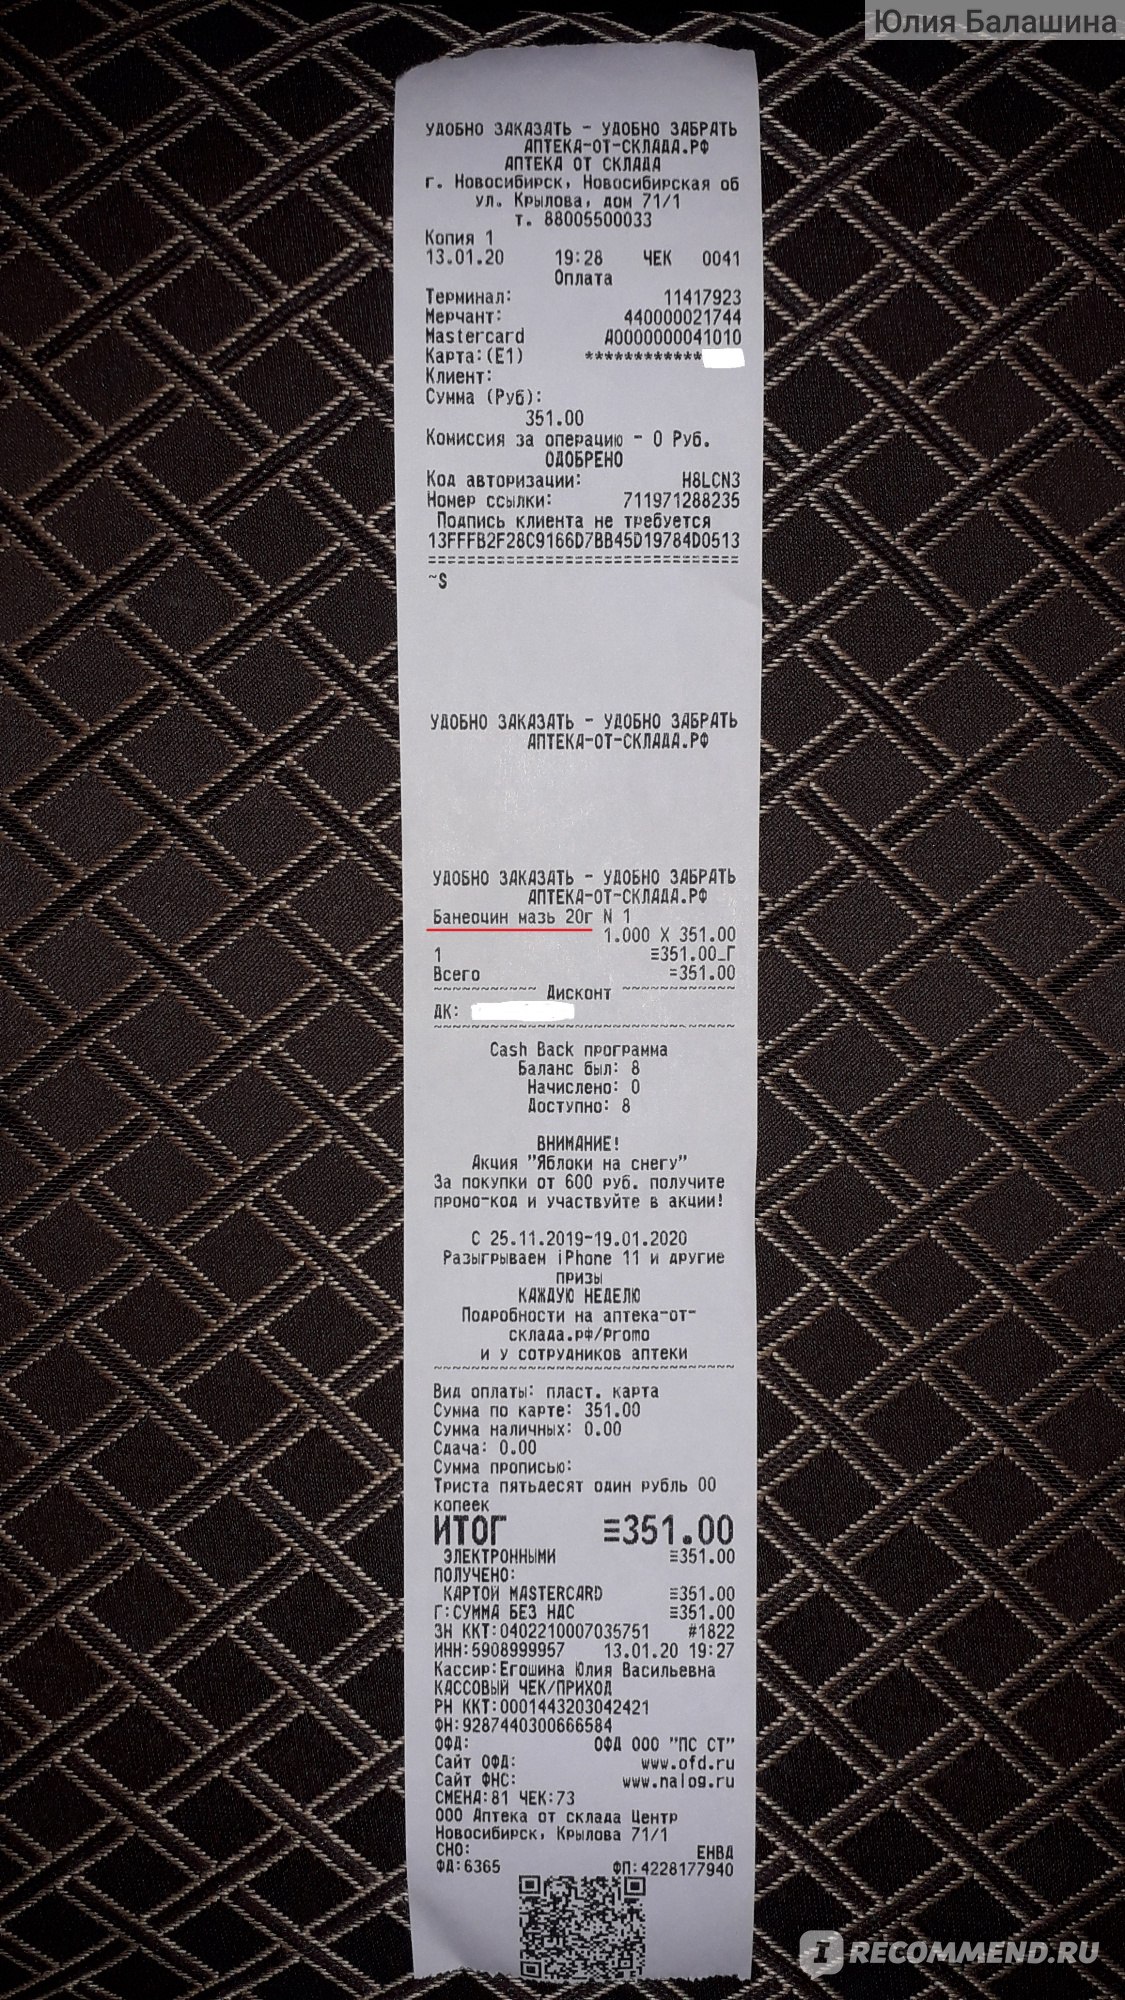 Юлия Балашина
УДОБНО ЗАКАЗАТЬ - УДОБНО ЗАБРАТЬ
АПТЕКА-ОТ-СКЛАДА.РФ
АПТЕКА ОТ СКЛАДА
г. Новосибирск, Новосибирская об
ул. Крылова, дом 71/1
т. 88005500033
Копия 1
13.01.20 19:28 ЧЕК 0041
Оплата
Терминал: 11417923
Мерчант: 440000021744
Mastercard A0000000041010
Карта:(E1) ************
Клиент:
Сумма (Руб):
351.00
Комиссия за операцию - 0 Руб.
ОДОБРЕНО
Код авторизации: H8LCN3
Номер ссылки: 711971288235
Подпись клиента не требуется
13FFFB2F28C9166D7BB45D19784D0513
================================
~S
УДОБНО ЗАКАЗАТЬ - УДОБНО ЗАБРАТЬ
АПТЕКА-ОТ-СКЛАДА.РФ
УДОБНО ЗАКАЗАТЬ - УДОБНО ЗАБРАТЬ
АПТЕКА-ОТ-СКЛАДА.РФ
Банеоцин мазь 20г N 1
1.000 X 351.00
1 ≡351.00_Г
Всего =351.00
~~~~~~~~~~~ Дисконт ~~~~~~~~~~~~
ДК:
~~~~~~~~~~~~~~~~~~~~~~~~~~~~~~~~
Cash Back программа
Баланс был: 8
Начислено: 0
Доступно: 8
ВНИМАНИЕ!
Акция "Яблоки на снегу"
За покупки от 600 руб. получите
промо-код и участвуйте в акции!
С 25.11.2019-19.01.2020
Разыгрываем iPhone 11 и другие
призы
КАЖДУЮ НЕДЕЛЮ
Подробности на аптека-от-
склада.рф/Promo
и у сотрудников аптеки
~~~~~~~~~~~~~~~~~~~~~~~~~~~~~~~~
Вид оплаты: пласт. карта
Сумма по карте: 351.00
Сумма наличных: 0.00
Сдача: 0.00
Сумма прописью:
Триста пятьдесят один рубль 00
копеек
ИТОГ ≡351.00
ЭЛЕКТРОННЫМИ ≡351.00
ПОЛУЧЕНО:
КАРТОЙ MASTERCARD ≡351.00
Г:СУММА БЕЗ НДС ≡351.00
ЗН ККТ:0402210007035751 #1822
ИНН:5908999957 13.01.20 19:27
Кассир:Егошина Юлия Васильевна
КАССОВЫЙ ЧЕК/ПРИХОД
РН ККТ:0001443203042421
ФН:9287440300666584
ОФД: ОФД ООО "ПС СТ"
Сайт ОФД: www.ofd.ru
Сайт ФНС: www.nalog.ru
СМЕНА:81 ЧЕК:73
ООО Аптека от склада Центр
Новосибирск, Крылова 71/1
СНО: ЕНВД
ФД:6365 ФП:4228177940
IRECOMMEND.RU